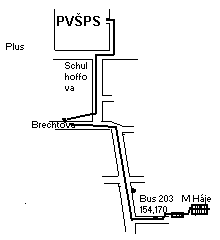 PVŠPS
Plus
Schul
hoffo
va
Brechtova
Bus 203
M Háje
154,170